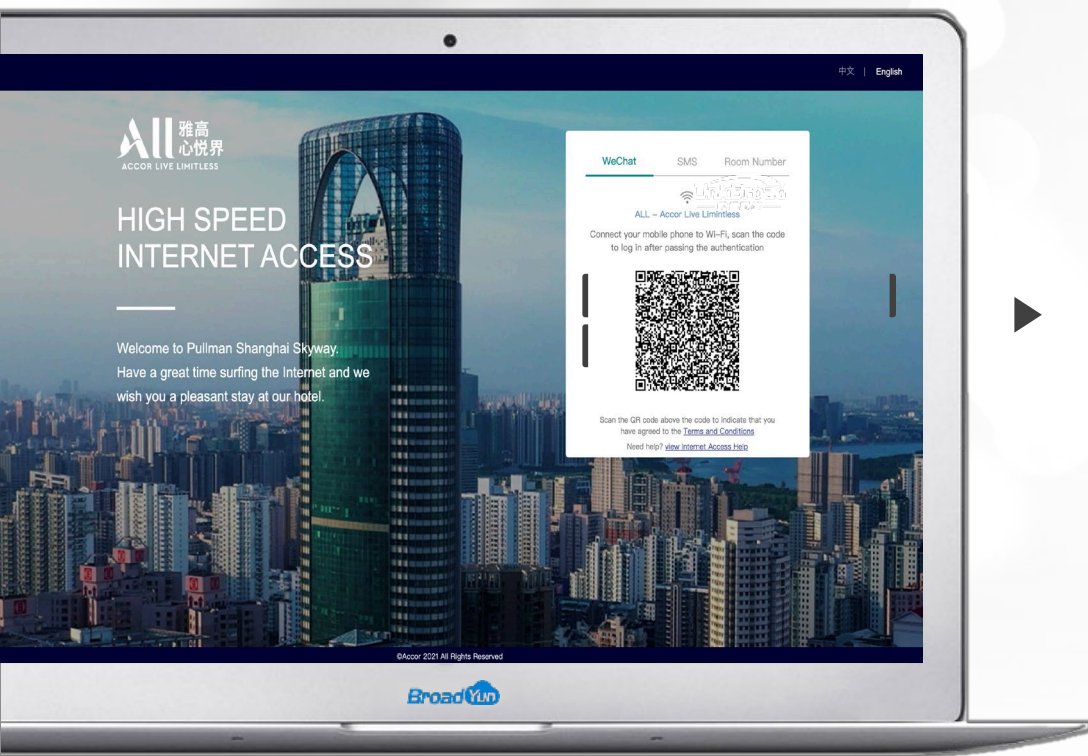 中文 | English
All 雅高
心悦界
ACCOR LIVE LIMITLESS
HIGH SPEED
INTERNET ACCESS
Welcome to Pullman Shanghai Skyway.
Have a great time surfing the Internet and we
wish you a pleasant stay at our hotel.
WeChat SMS Room Number
ALL – Accor Live Limintless
Connect your mobile phone to Wi-Fi, scan the code
to log in after passing the authentication
Scan the QR code above the code to indicate that you
have agreed to the Terms and Conditions
Need help? view Internet Access Help
©Accor 2021 All Rights Reserved
BroadYun